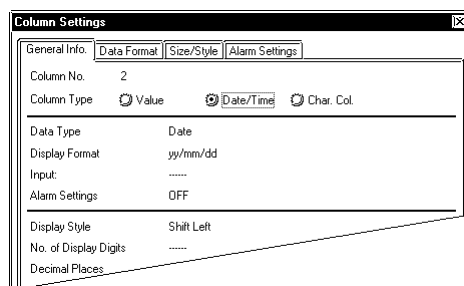 Column Settings
General Info. Data Format Size/Style Alarm Settings
Column No. 2
Column Type Value Date/Time Char. Col.
Data Type Date
Display Format yy/mm/dd
Input: ------
Alarm Settings OFF
Display Style Shift Left
No. of Display Digits ------
Decimal Places